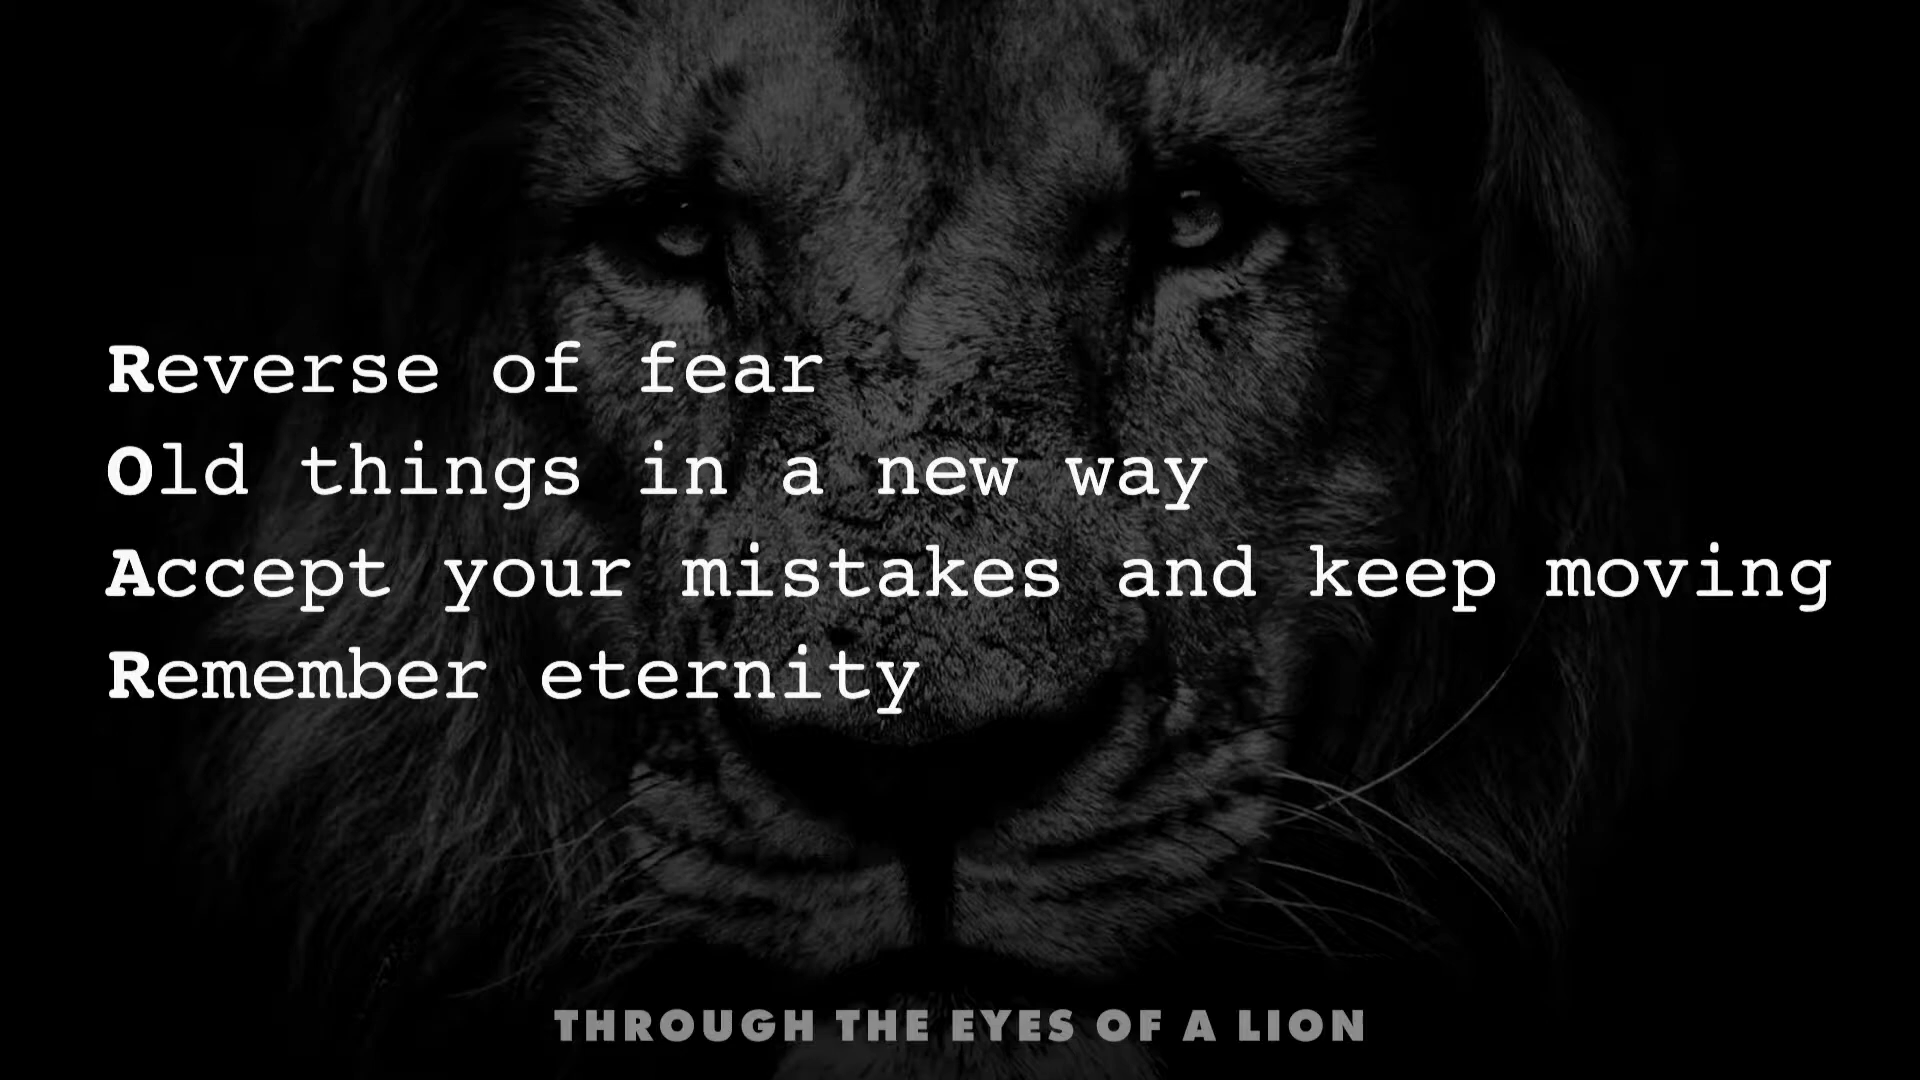 Reverse of fear
Old things in a new way
Accept your mistakes and keep moving
Remember eternity
THROUGH THE EYES OF A LION